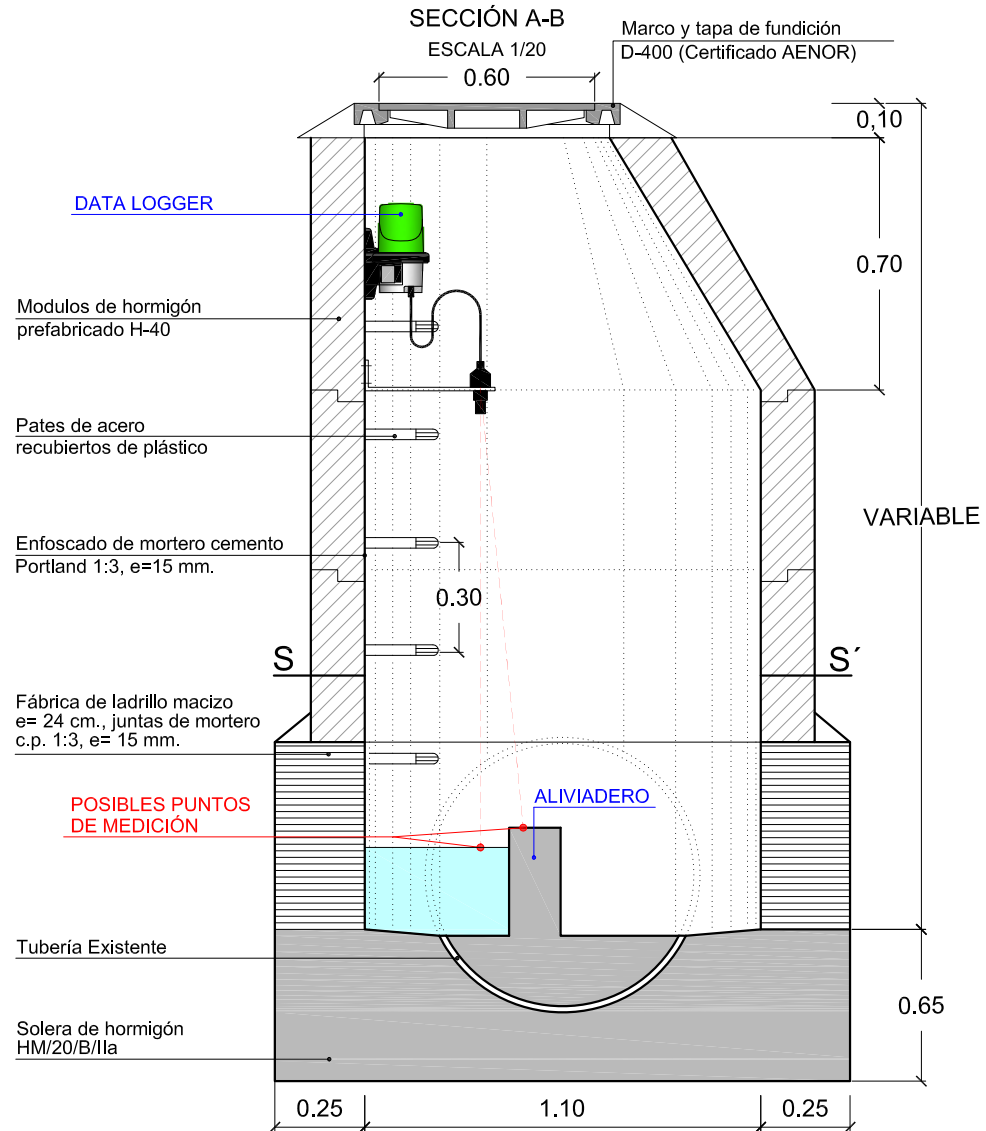 SECCIÓN A-B
ESCALA 1/20
0.60
Marco y tapa de fundición
D-400 (Certificado AENOR)
0,10
DATA LOGGER
0.70
Modulos de hormigón
prefabricado H-40
Pates de acero
recubiertos de plástico
VARIABLE
Enfoscado de mortero cemento
Portland 1:3, e=15 mm.
0.30
S
S´
Fábrica de ladrillo macizo
e= 24 cm., juntas de mortero
c.p. 1:3, e= 15 mm.
POSIBLES PUNTOS
DE MEDICIÓN
ALIVIADERO
Tubería Existente
0.65
Solera de hormigón
HM/20/B/IIa
0.25
1.10
0.25